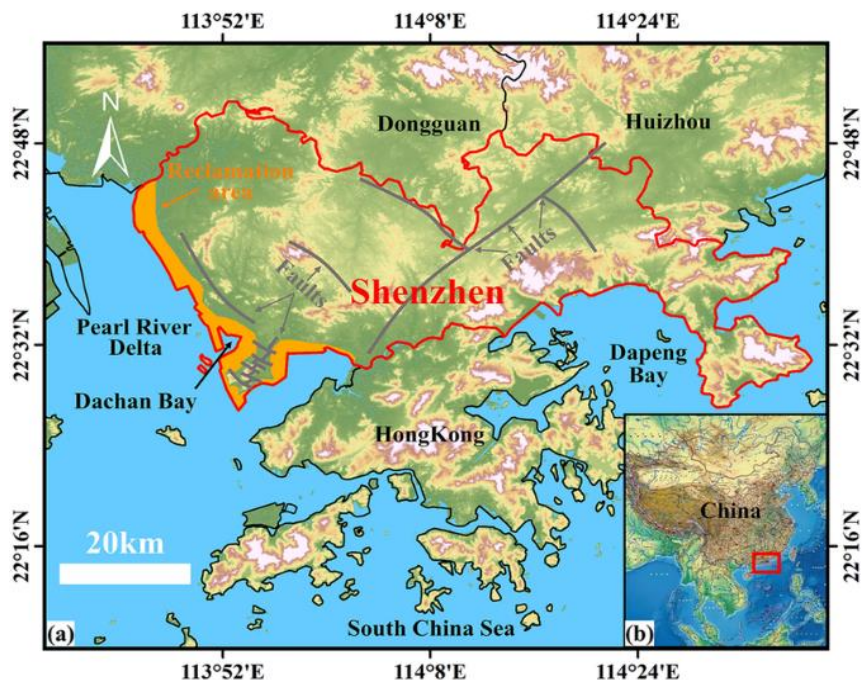 113°52'E
114°8'E
114°24'E
N
Dongguan
Huizhou
22°48'N
22°48'N
Reclamation
area
Faults
Faults
Shenzhen
Pearl River
Delta
22°32'N
22°32'N
Dapeng
Bay
Dachan Bay
HongKong
China
20km
22°16'N
22°16'N
(a)
South China Sea
(b)
113°52'E
114°8'E
114°24'E